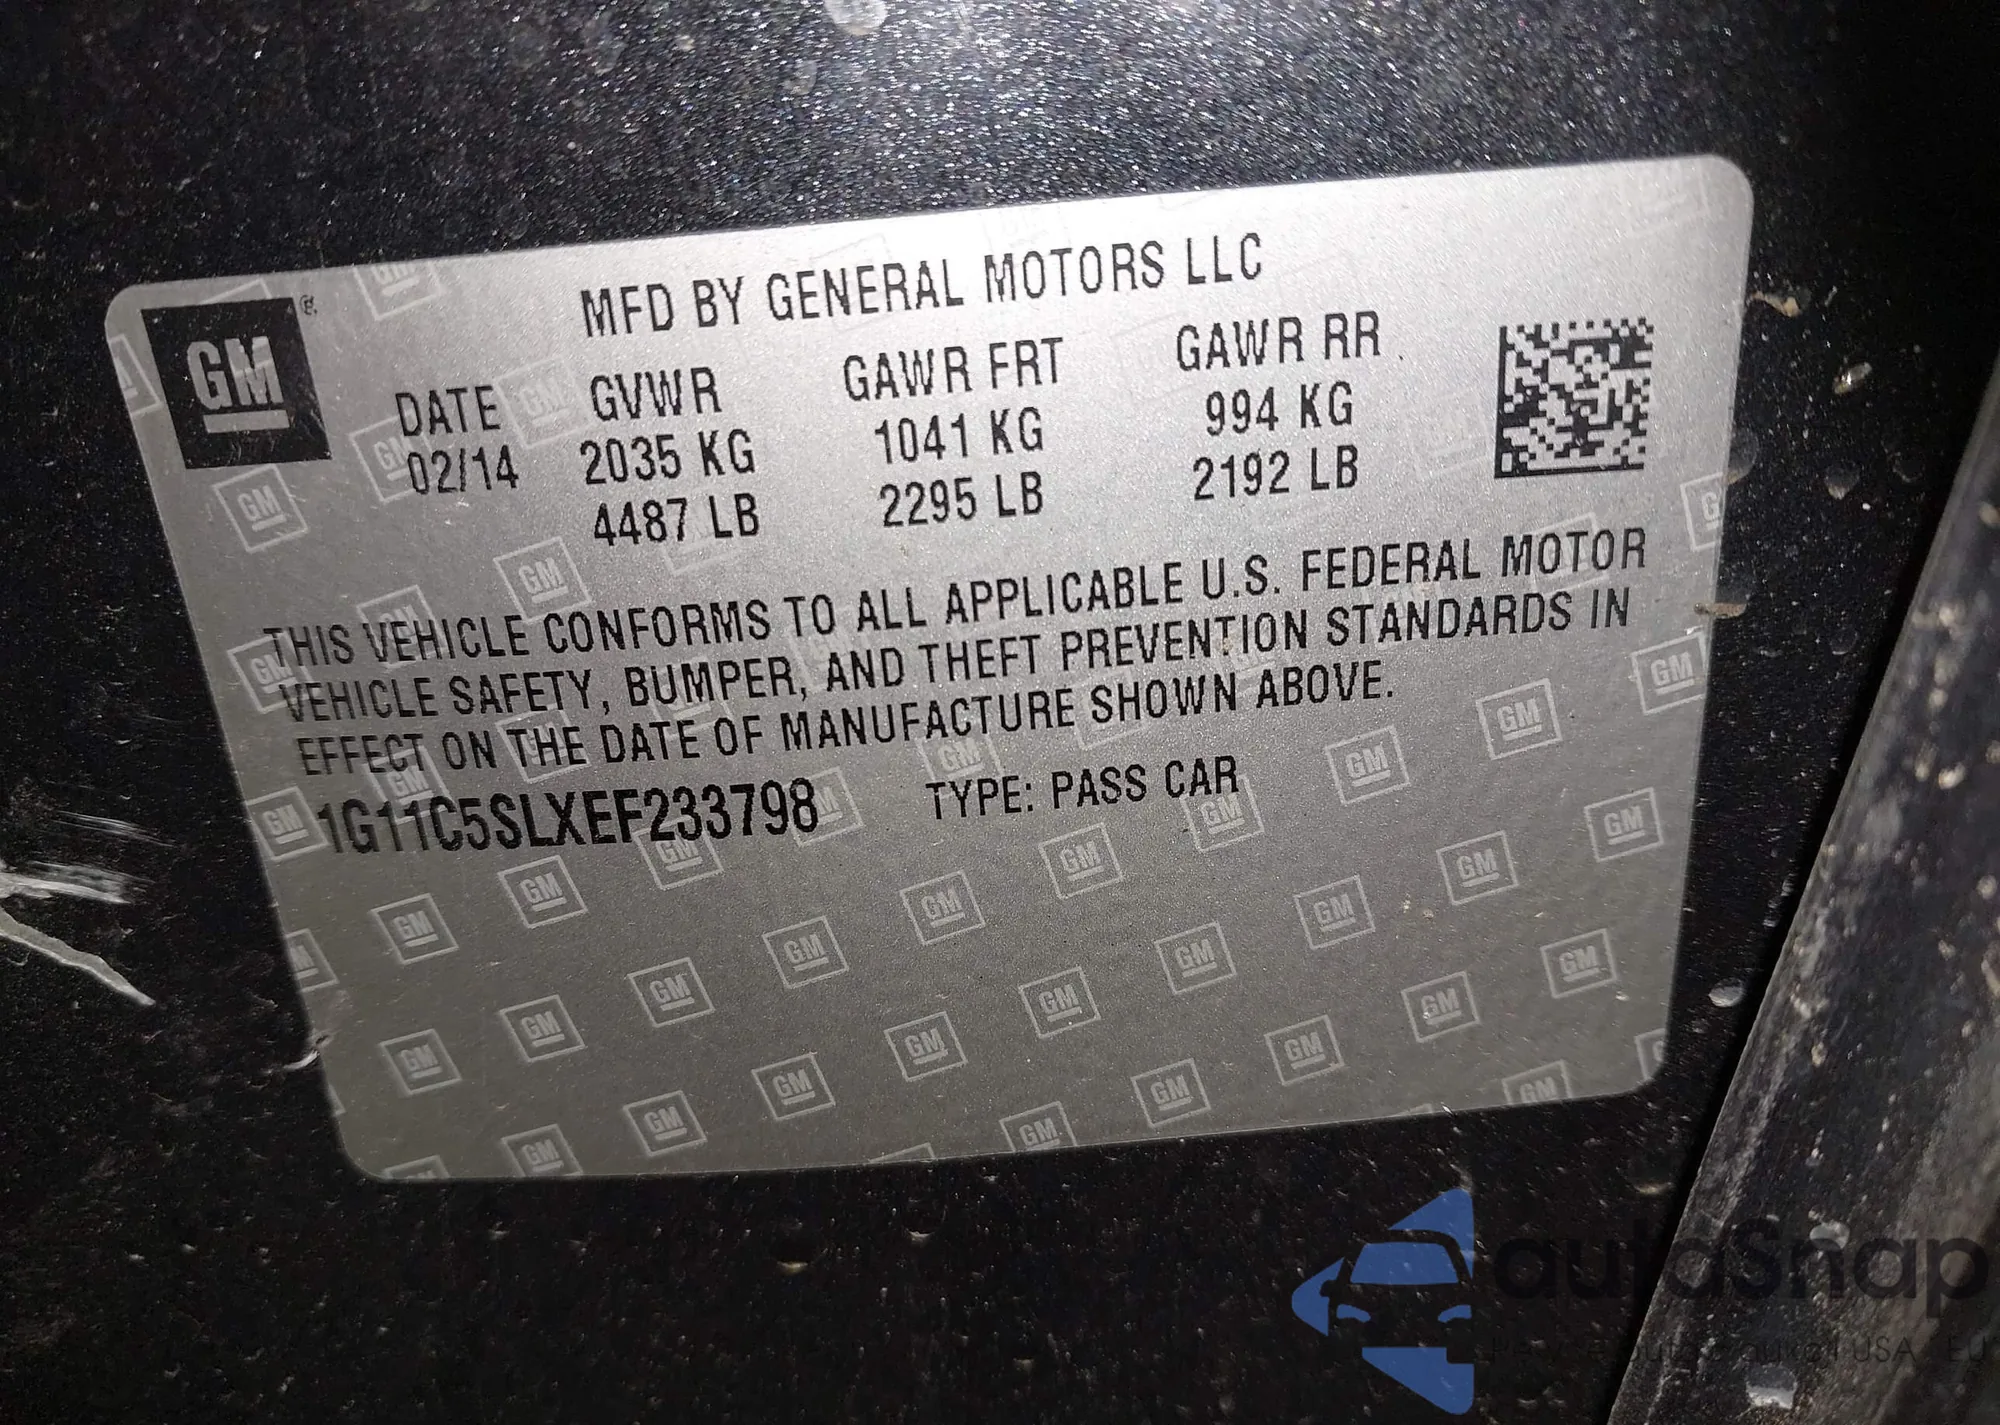 GM®
MFD BY GENERAL MOTORS LLC
DATE GVWR GAWR FRT GAWR RR
02/14 2035 KG 1041 KG 994 KG
4487 LB 2295 LB 2192 LB
THIS VEHICLE CONFORMS TO ALL APPLICABLE U.S. FEDERAL MOTOR
VEHICLE SAFETY, BUMPER, AND THEFT PREVENTION STANDARDS IN
EFFECT ON THE DATE OF MANUFACTURE SHOWN ABOVE.
1G11C5SLXEF233798 TYPE: PASS CAR
autoSnap
USA EU